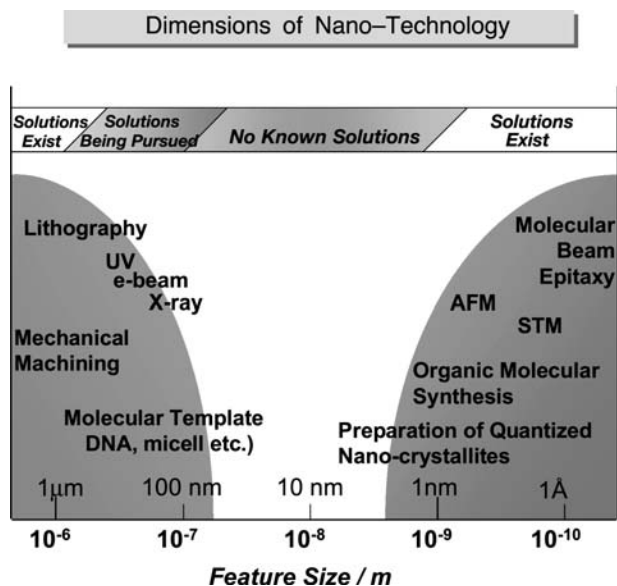 Dimensions of Nano–Technology
Solutions
Exist
Solutions
Being Pursued
No Known Solutions
Solutions
Exist
Lithography
UV
e-beam
X-ray
Mechanical
Machining
Molecular Template
DNA, micell etc.)
Molecular
Beam
Epitaxy
AFM
STM
Organic Molecular
Synthesis
Preparation of Quantized
Nano-crystallites
1μm 100 nm 10 nm 1nm 1Å
10-6 10-7 10-8 10-9 10-10
Feature Size / m